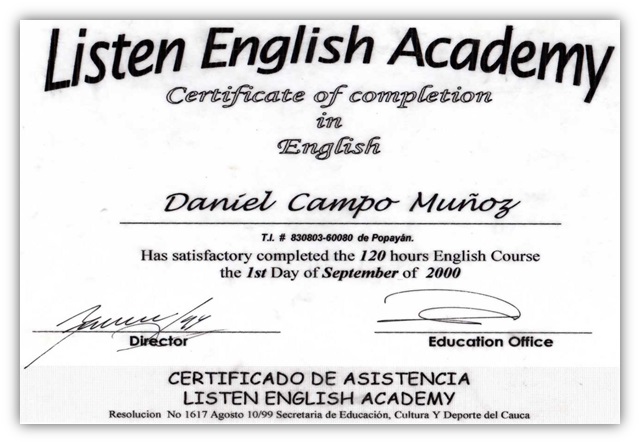 Listen English Academy
Certificate of completion
in
English
Daniel Campo Muñoz
T.I. # 830803-60080 de Popayán.
Has satisfactory completed the 120 hours English Course
the 1st Day of September of 2000
Director
Education Office
CERTIFICADO DE ASISTENCIA
LISTEN ENGLISH ACADEMY
Resolucion No 1617 Agosto 10/99 Secretaria de Educación, Cultura Y Deporte del Cauca